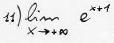 11) lim e^{x+1}
x→+∞